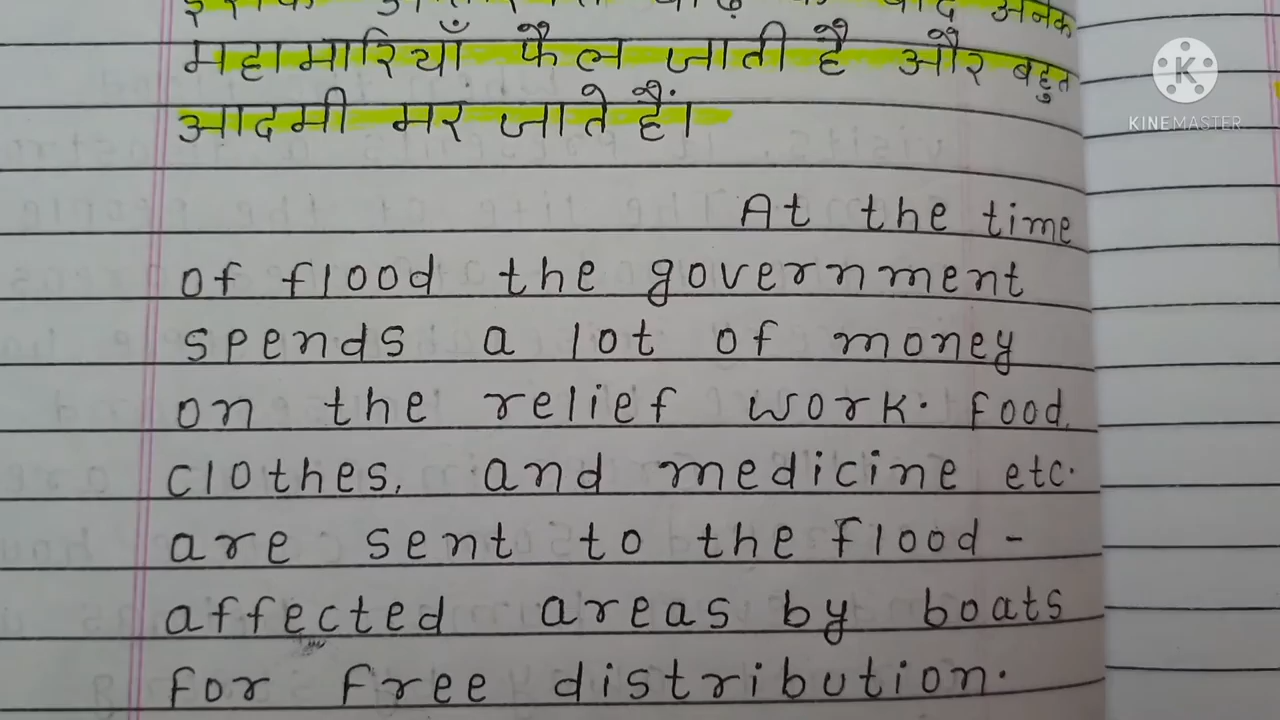 अनेक
महामारियाँ फैल जाती है और बहुत
आदमी मर जाते हैं।
KINEMASTER
At the time
of flood the government
spends a lot of money
on the relief work. Food,
clothes, and medicine etc.
are sent to the flood-
affected areas by boats
for free distribution.